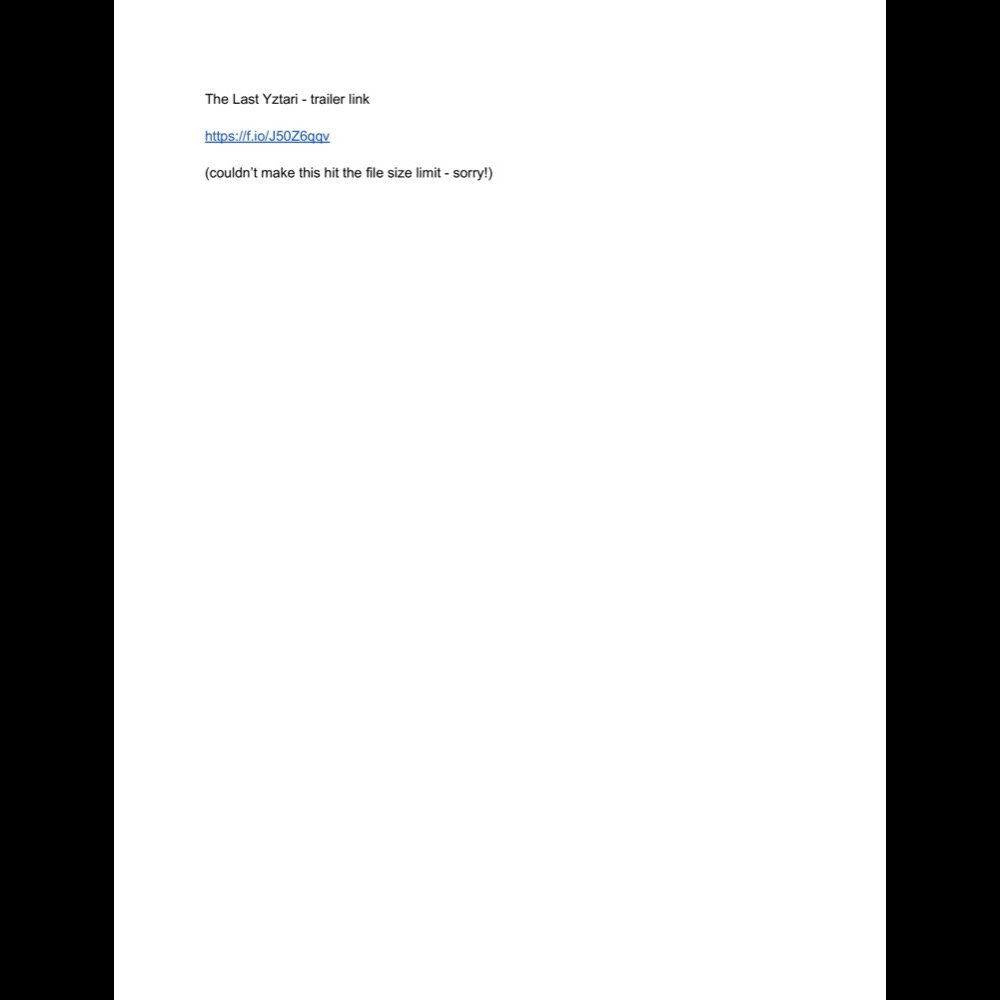 The Last Yztari - trailer link
https://f.io/J50Z6qqv
(couldn't make this hit the file size limit - sorry!)